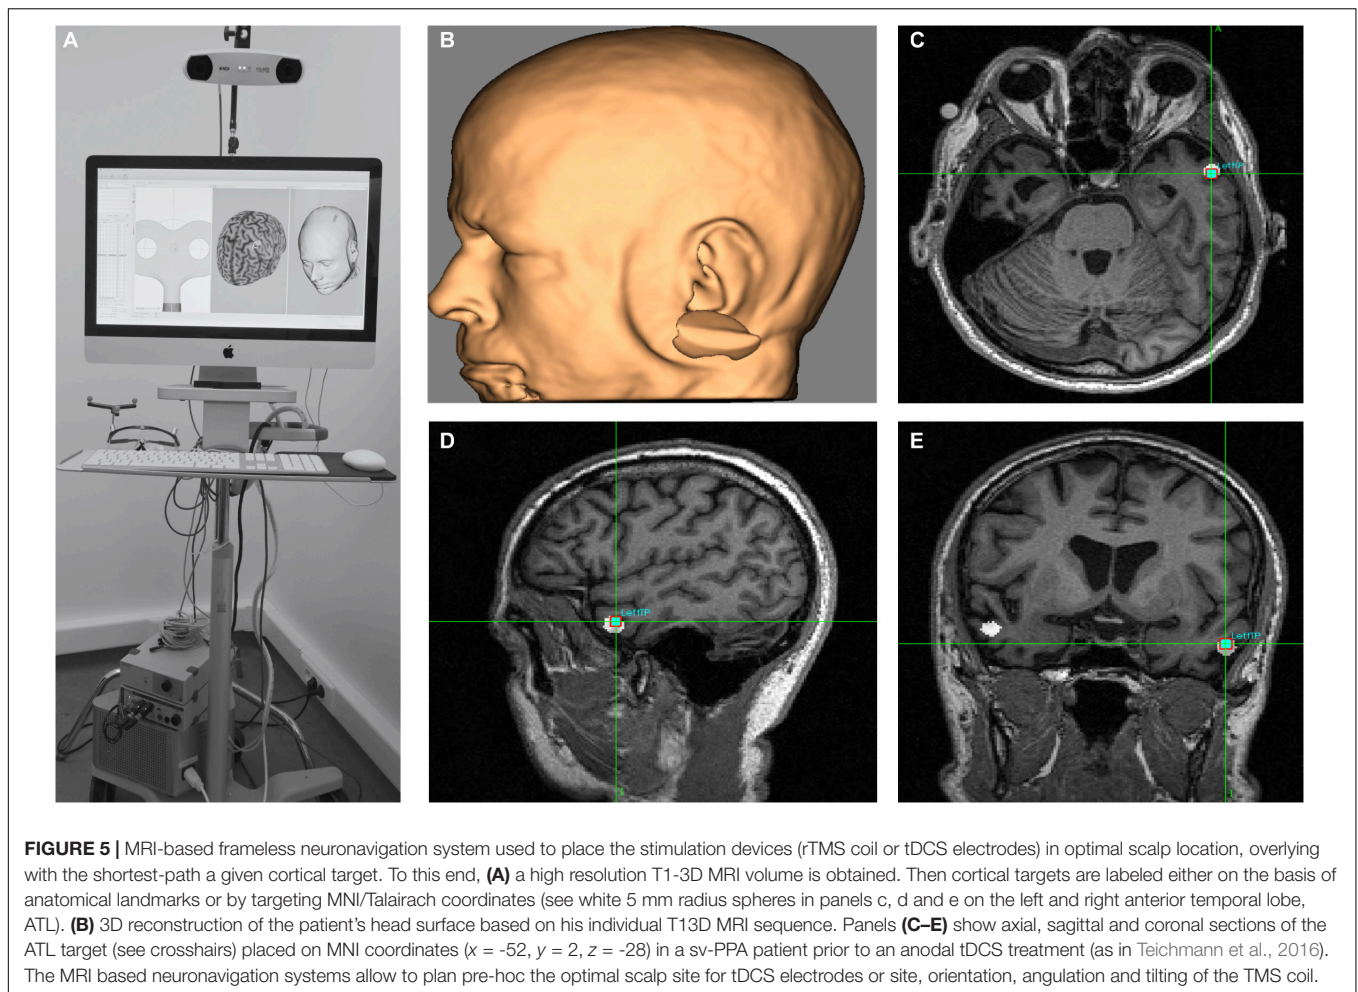 A
B
C
A
LeftTP
D
LeftTP
E
LeftTP
FIGURE 5 | MRI-based frameless neuronavigation system used to place the stimulation devices (rTMS coil or tDCS electrodes) in optimal scalp location, overlying
with the shortest-path a given cortical target. To this end, (A) a high resolution T1-3D MRI volume is obtained. Then cortical targets are labeled either on the basis of
anatomical landmarks or by targeting MNI/Talairach coordinates (see white 5 mm radius spheres in panels c, d and e on the left and right anterior temporal lobe,
ATL). (B) 3D reconstruction of the patient's head surface based on his individual T13D MRI sequence. Panels (C–E) show axial, sagittal and coronal sections of the
ATL target (see crosshairs) placed on MNI coordinates (x = -52, y = 2, z = -28) in a sv-PPA patient prior to an anodal tDCS treatment (as in Teichmann et al., 2016).
The MRI based neuronavigation systems allow to plan pre-hoc the optimal scalp site for tDCS electrodes or site, orientation, angulation and tilting of the TMS coil.